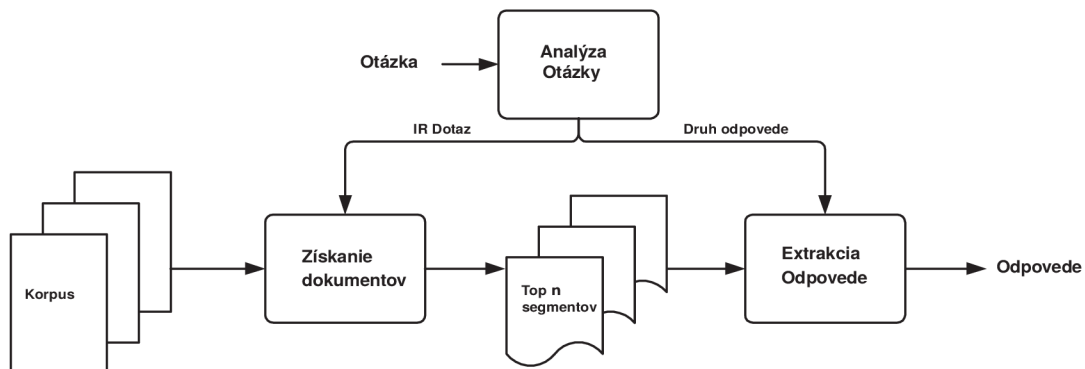 Otázka
Analýza
Otázky
IR Dotaz
Druh odpovede
Korpus
Získanie
dokumentov
Top n
segmentov
Extrakcia
Odpovede
Odpovede